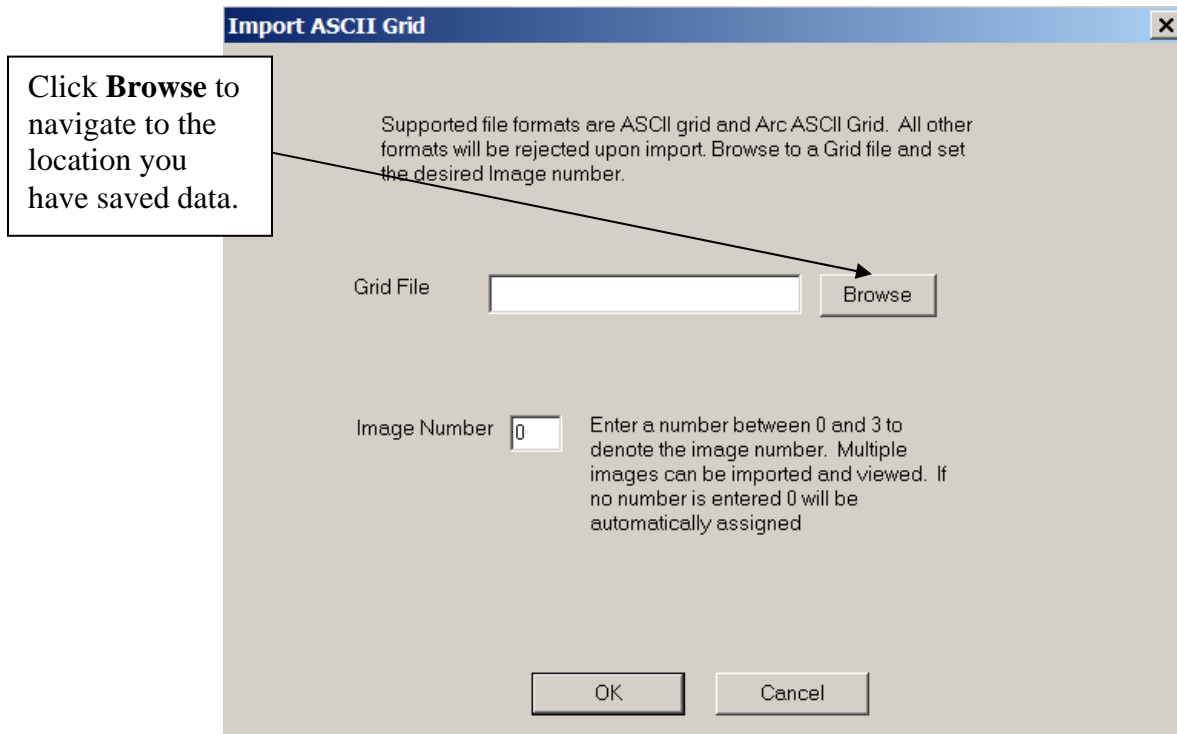 Import ASCII Grid
Click Browse to
navigate to the
location you
have saved data.
Supported file formats are ASCII grid and Arc ASCII Grid. All other
formats will be rejected upon import. Browse to a Grid file and set
the desired Image number.
Grid File
Browse
Image Number
0
Enter a number between 0 and 3 to
denote the image number. Multiple
images can be imported and viewed. If
no number is entered 0 will be
automatically assigned
OK
Cancel